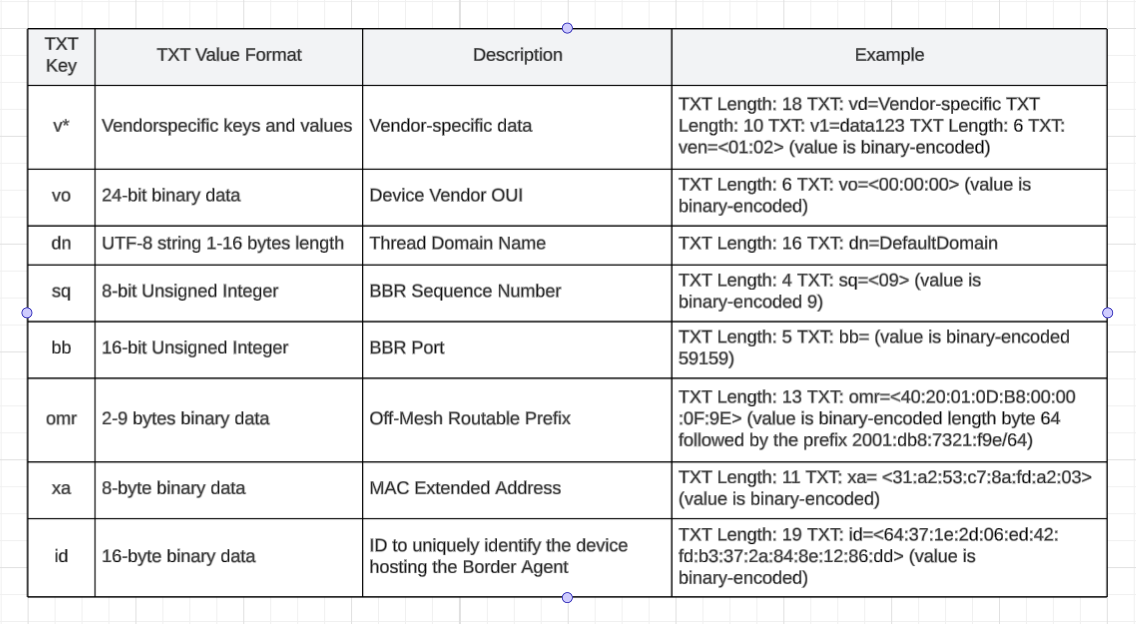 TXT
Key
TXT Value Format
Description
Example
v*
Vendorspecific keys and values
Vendor-specific data
TXT Length: 18 TXT: vd=Vendor-specific TXT
Length: 10 TXT: v1=data123 TXT Length: 6 TXT:
ven=<01:02> (value is binary-encoded)
vo
24-bit binary data
Device Vendor OUI
TXT Length: 6 TXT: vo=<00:00:00> (value is
binary-encoded)
dn
UTF-8 string 1-16 bytes length
Thread Domain Name
TXT Length: 16 TXT: dn=DefaultDomain
sq
8-bit Unsigned Integer
BBR Sequence Number
TXT Length: 4 TXT: sq=<09> (value is
binary-encoded 9)
bb
16-bit Unsigned Integer
BBR Port
TXT Length: 5 TXT: bb= (value is binary-encoded
59159)
omr
2-9 bytes binary data
Off-Mesh Routable Prefix
TXT Length: 13 TXT: omr=<40:20:01:0D:B8:00:00
:0F:9E> (value is binary-encoded length byte 64
followed by the prefix 2001:db8:7321:f9e/64)
xa
8-byte binary data
MAC Extended Address
TXT Length: 11 TXT: xa= <31:a2:53:c7:8a:fd:a2:03>
(value is binary-encoded)
id
16-byte binary data
ID to uniquely identify the device
hosting the Border Agent
TXT Length: 19 TXT: id=<64:37:1e:2d:06:ed:42:
fd:b3:37:2a:84:8e:12:86:dd> (value is
binary-encoded)